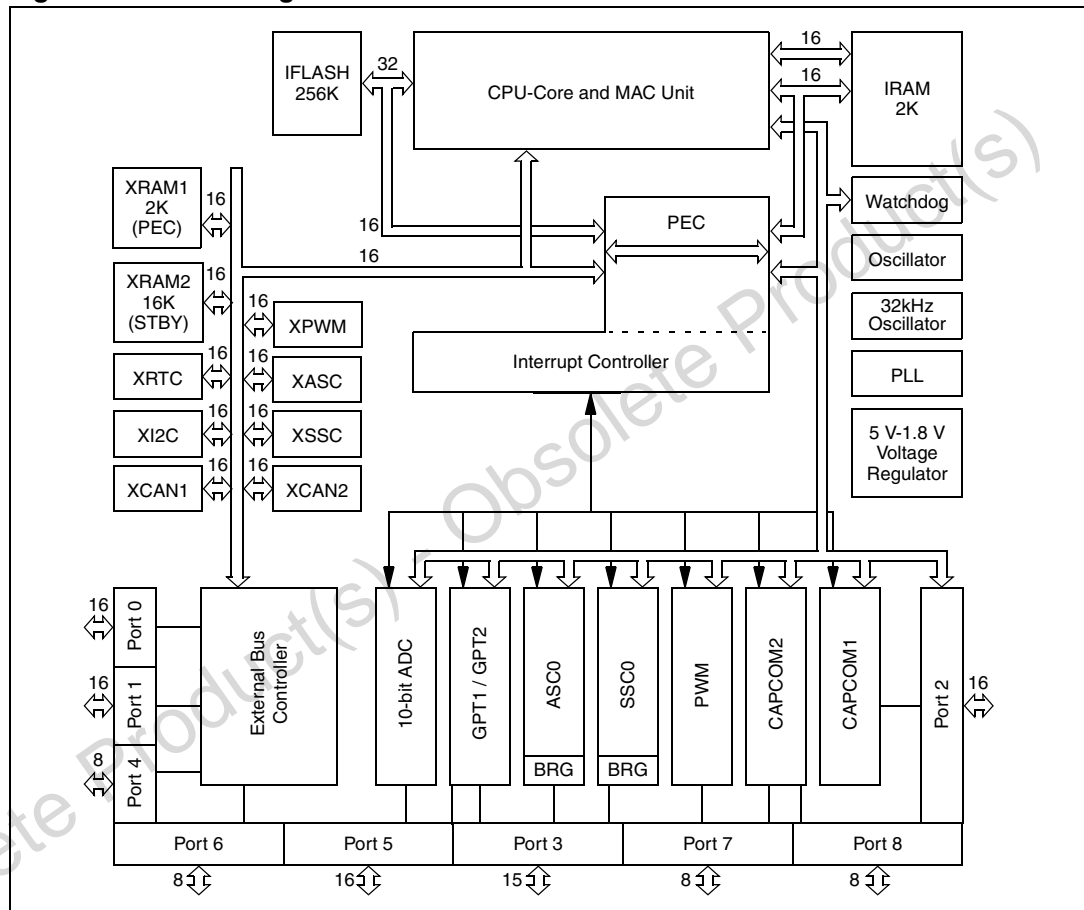 IFLASH
256K
32
CPU-Core and MAC Unit
16
16
IRAM
2K
XRAM1
2K
(PEC)
16
16
PEC
Watchdog
16
XRAM2
16K
(STBY)
16
Oscillator
16
XPWM
32kHz
Oscillator
XRTC
16
16
XASC
Interrupt Controller
PLL
XI2C
16
16
XSSC
5 V-1.8 V
Voltage
Regulator
XCAN1
16
16
XCAN2
16
Port 0
16
Port 1
8
Port 4
External Bus
Controller
10-bit ADC
GPT1 / GPT2
ASC0
BRG
SSC0
BRG
PWM
CAPCOM2
CAPCOM1
Port 2
16
Port 6
Port 5
Port 3
Port 7
Port 8
8
16
15
8
8
lete Product(s) - Obsolete Product(s)